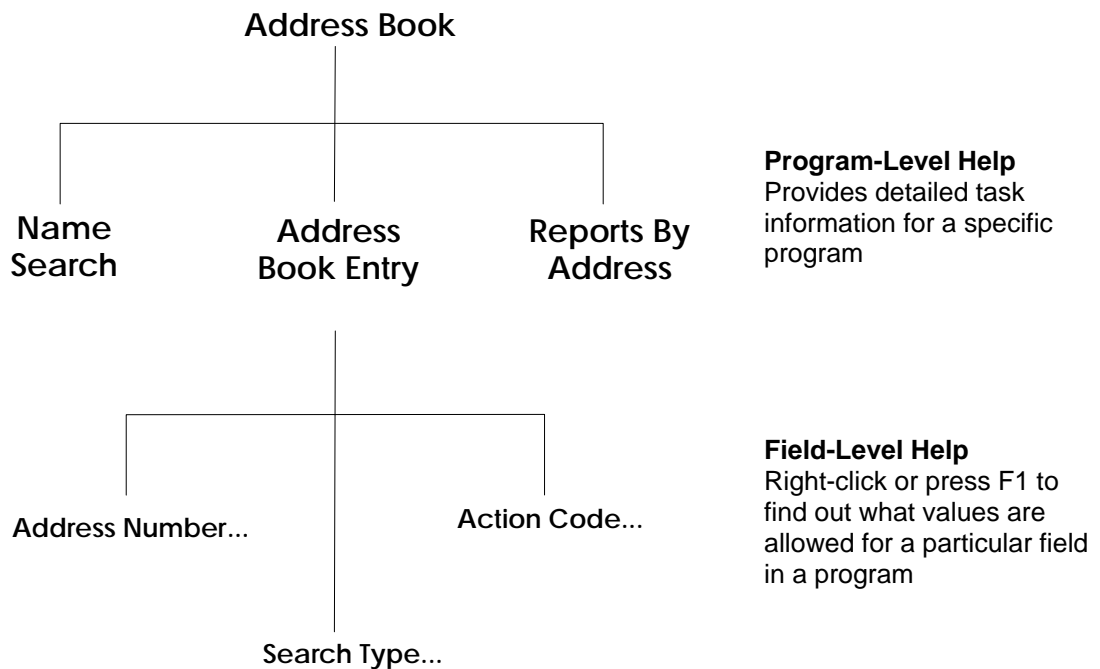 Address Book
Name
Search
Address
Book Entry
Reports By
Address
Program-Level Help
Provides detailed task
information for a specific
program
Address Number...
Action Code...
Search Type...
Field-Level Help
Right-click or press F1 to
find out what values are
allowed for a particular field
in a program